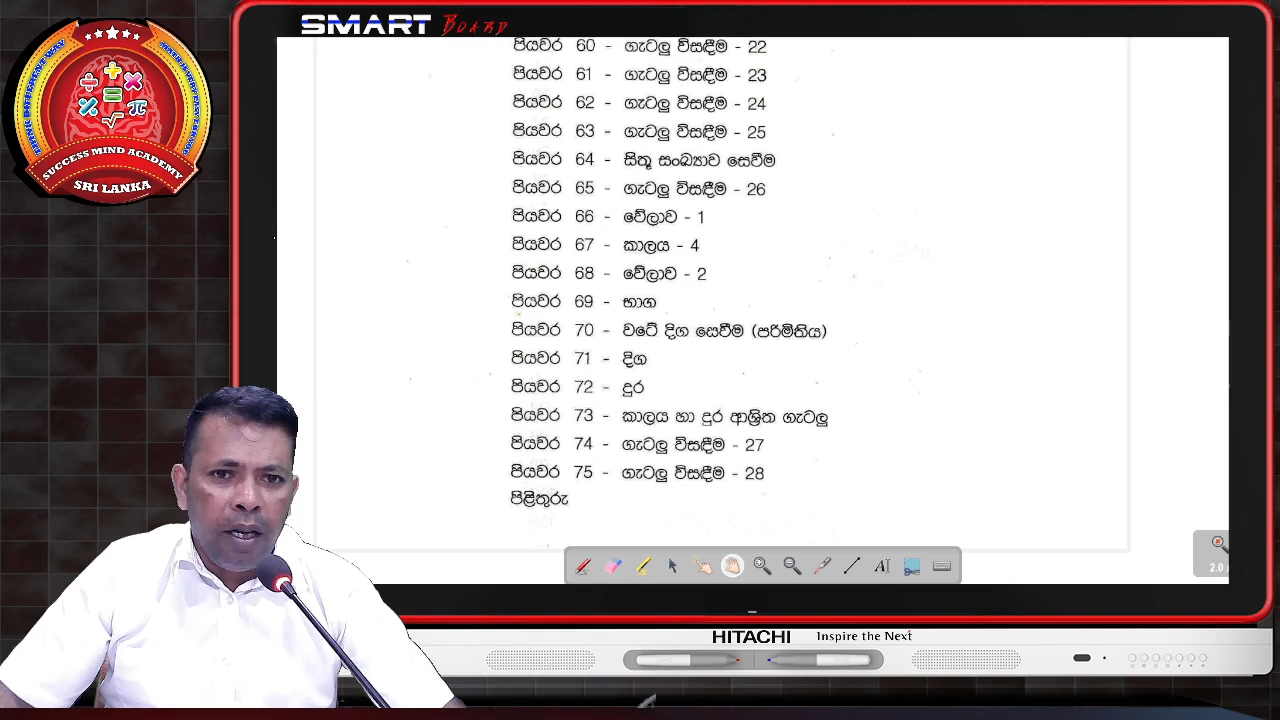 SMART BOARD
SUCCESS MIND ACADEMY
SRI LANKA
පියවර 60 - ගැටලු විසඳීම - 22
පියවර 61 - ගැටලු විසඳීම - 23
පියවර 62 - ගැටලු විසඳීම - 24
පියවර 63 - ගැටලු විසඳීම - 25
පියවර 64 - සිතූ සංඛ්‍යාව සෙවීම
පියවර 65 - ගැටලු විසඳීම - 26
පියවර 66 - වේලාව - 1
පියවර 67 - කාලය - 4
පියවර 68 - වේලාව - 2
පියවර 69 - භාග
පියවර 70 - වටේ දිග සෙවීම (පරිමිතිය)
පියවර 71 - දිග
පියවර 72 - දුර
පියවර 73 - කාලය හා දුර ආශ්‍රිත ගැටලු
පියවර 74 - ගැටලු විසඳීම - 27
පියවර 75 - ගැටලු විසඳීම - 28
පිළිතුරු
2.0
HITACHI Inspire the Next